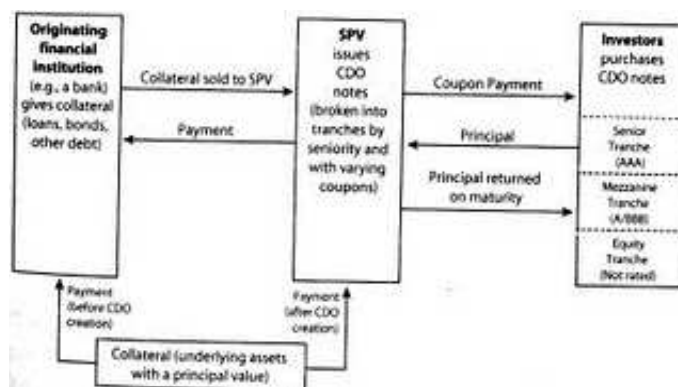 Originating
financial
institution
(e.g., a bank)
gives collateral
(loans, bonds,
other debt)
Collateral sold to SPV
Payment
SPV
issues
CDO
notes
(broken into
tranches by
seniority and
with varying
coupons)
Coupon Payment
Principal
Principal returned
on maturity
Investors
purchases
CDO notes
Senior
Tranche
(AAA)
Mezzanine
Tranche
(A/BBB)
Equity
Tranche
(Not rated)
Payment
(before CDO
creation)
Payment
(after CDO
creation)
Collateral (underlying assets
with a principal value)